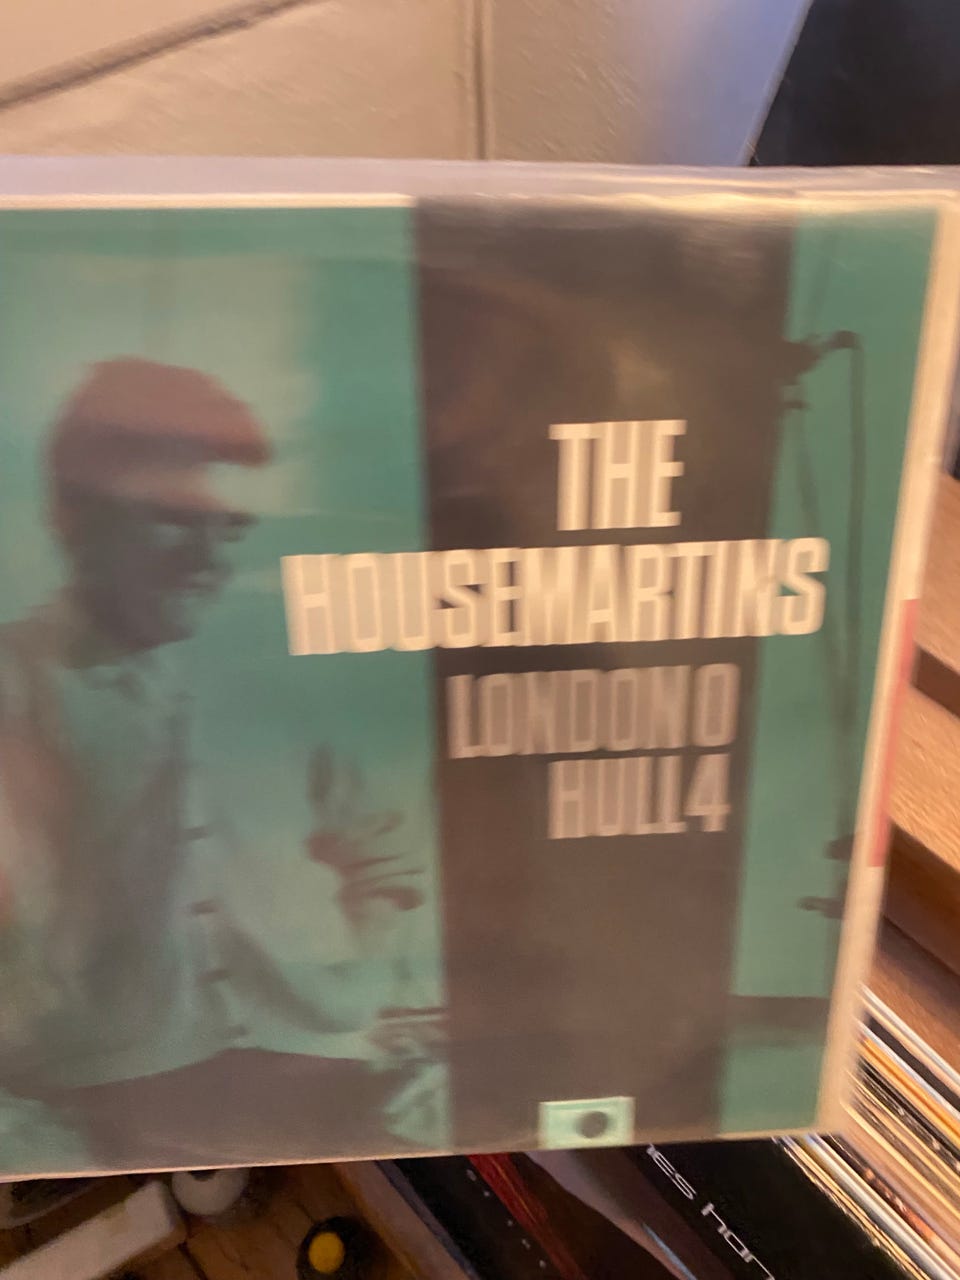 THE
HOUSEMARTINS
LONDON 0
HULL 4